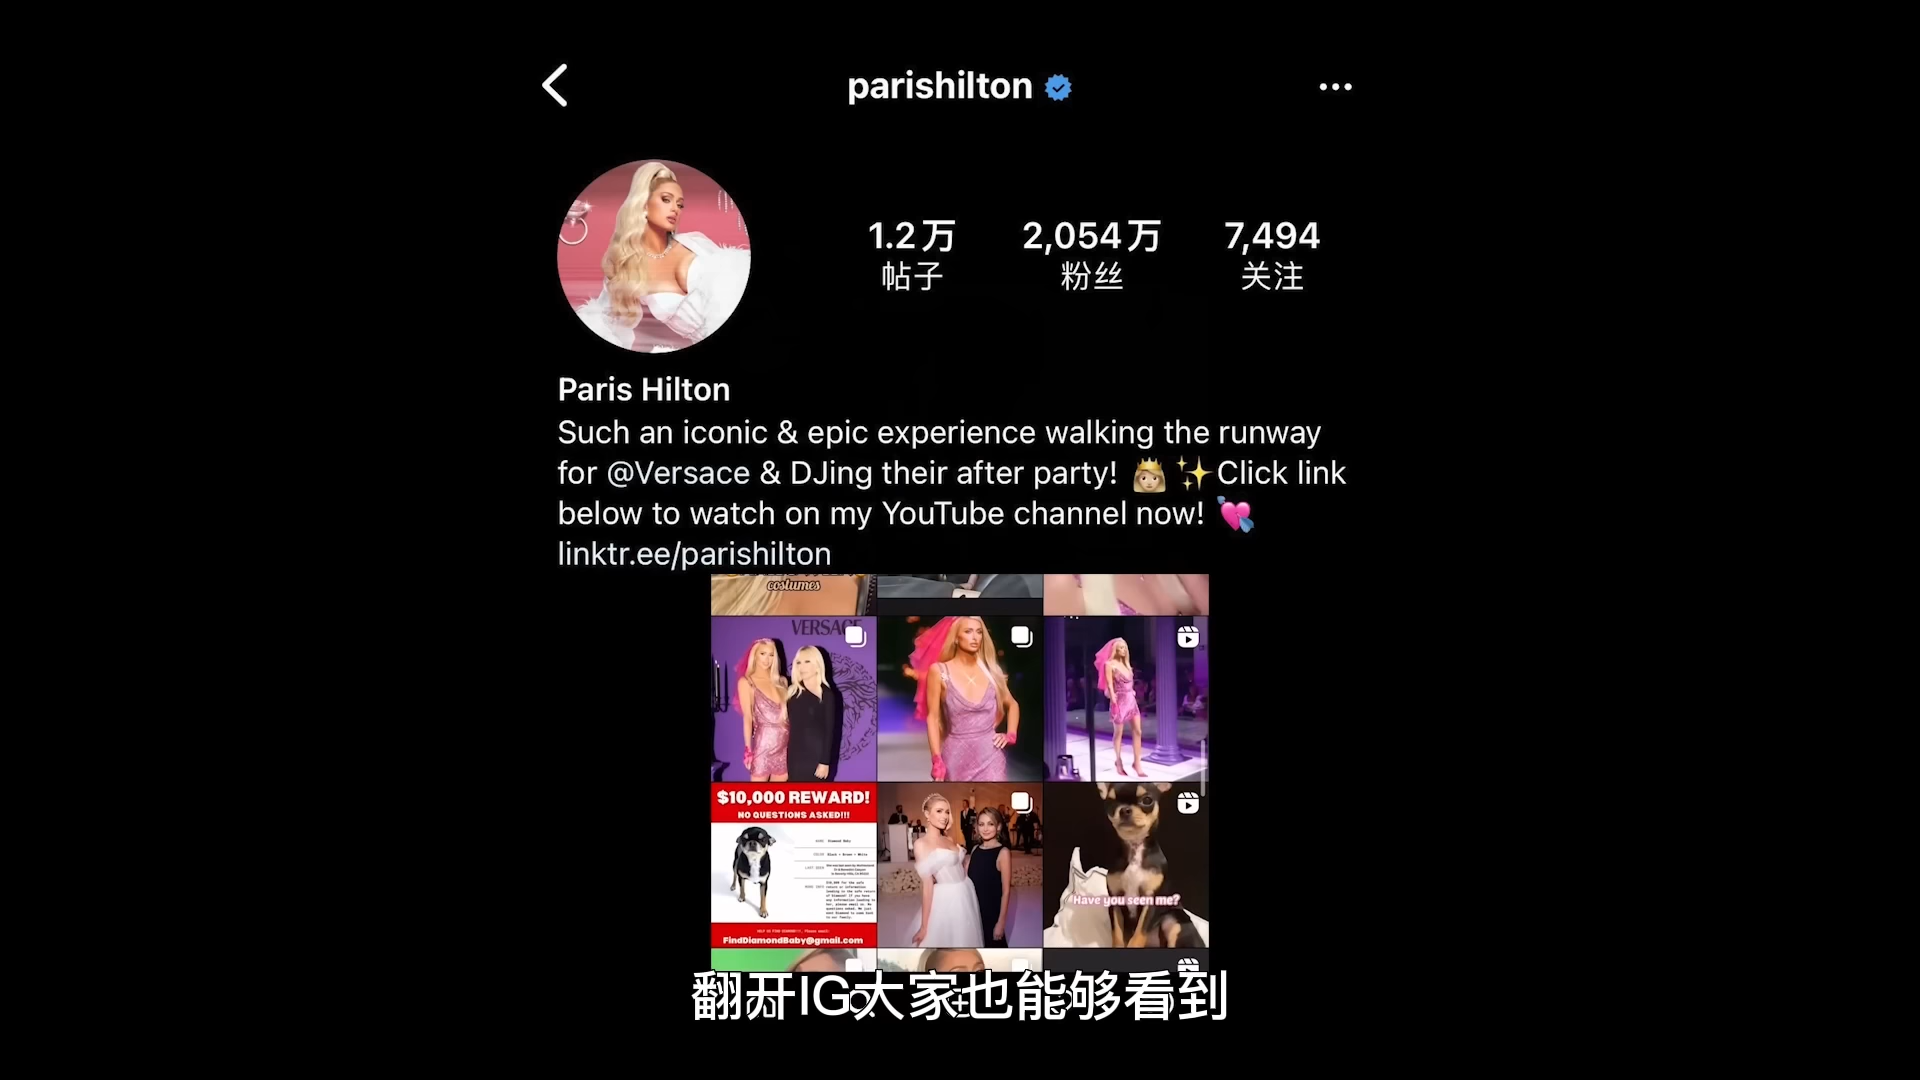 parishilton
1.2万
2,054万
7,494
帖子
粉丝
关注
Paris Hilton
Such an iconic & epic experience walking the runway
for @Versace & DJing their after party! 👸🏼✨Click link
below to watch on my YouTube channel now! 💘
linktr.ee/parishilton
costumes
VERSACE
$10,000 REWARD!
NO QUESTIONS ASKED!!!
FindDiamondBaby@gmail.com
Have you seen me?
翻开IG大家也能够看到